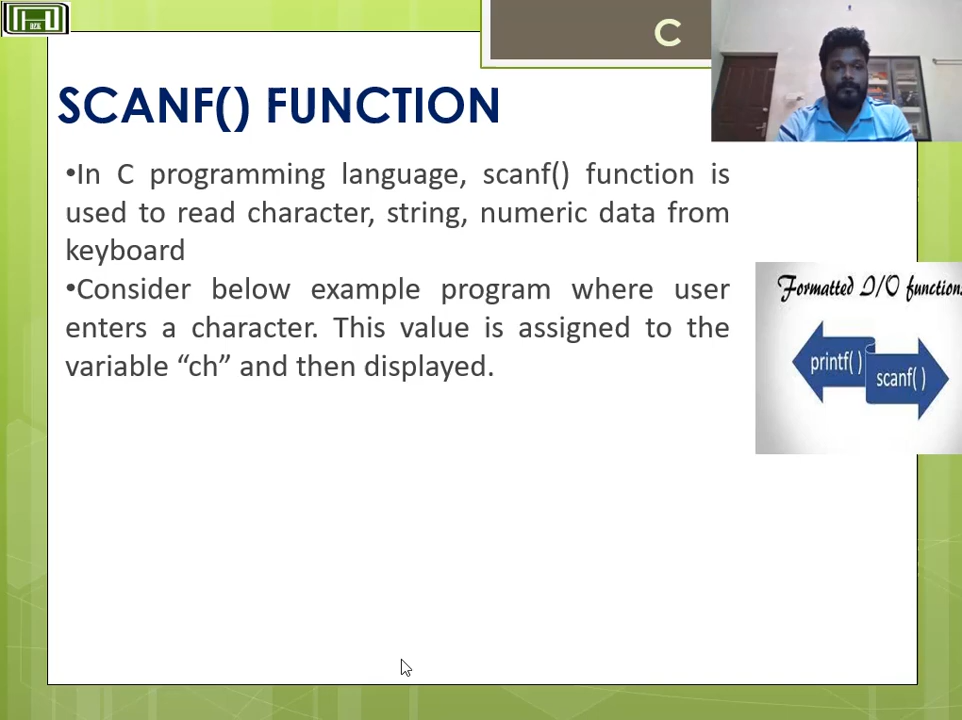 C
SCANF() FUNCTION
•In C programming language, scanf() function is
used to read character, string, numeric data from
keyboard
•Consider below example program where user
enters a character. This value is assigned to the
variable “ch” and then displayed.
Formatted I/O function
printf()
scanf()